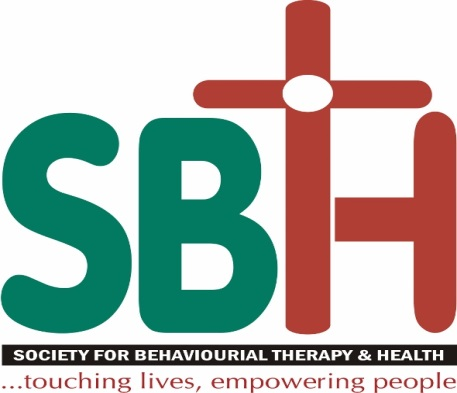 SBtH
SOCIETY FOR BEHAVIOURIAL THERAPY & HEALTH
...touching lives, empowering people